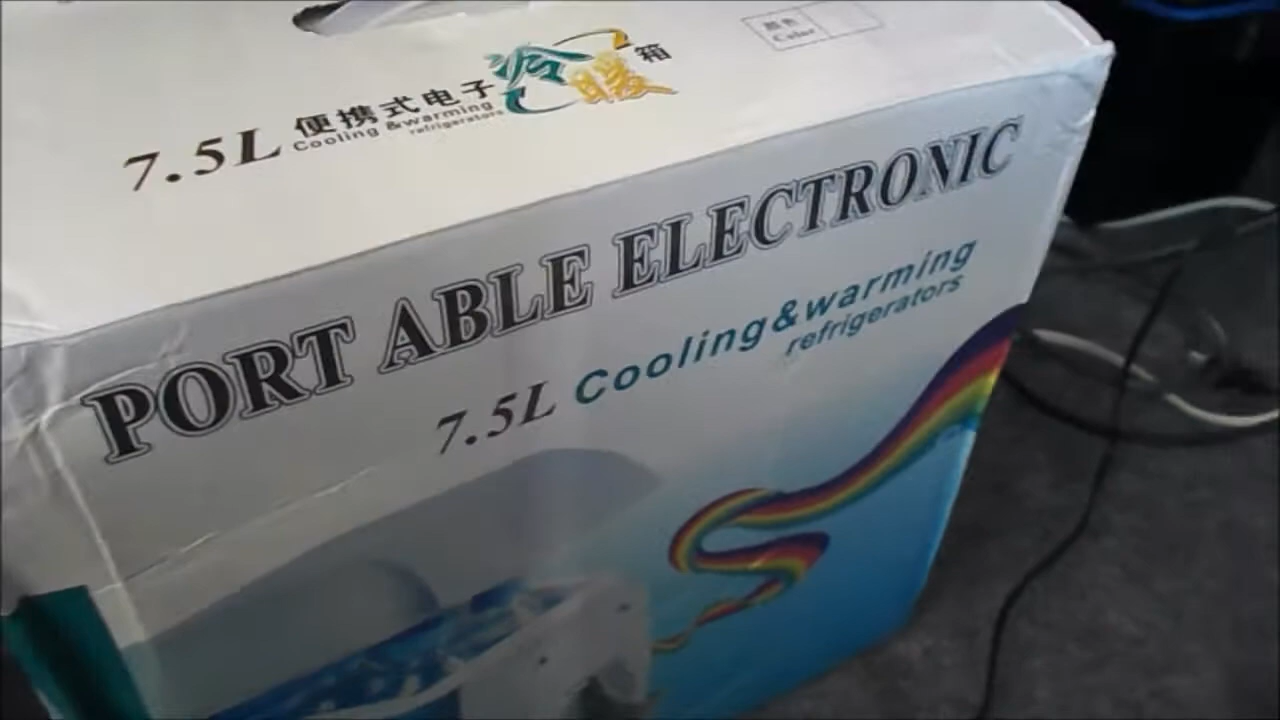 7.5L 便携式电子冷暖箱
Cooling &warming
refrigerators
颜色
Color
PORT ABLE ELECTRONIC
7.5L Cooling&warming
refrigerators